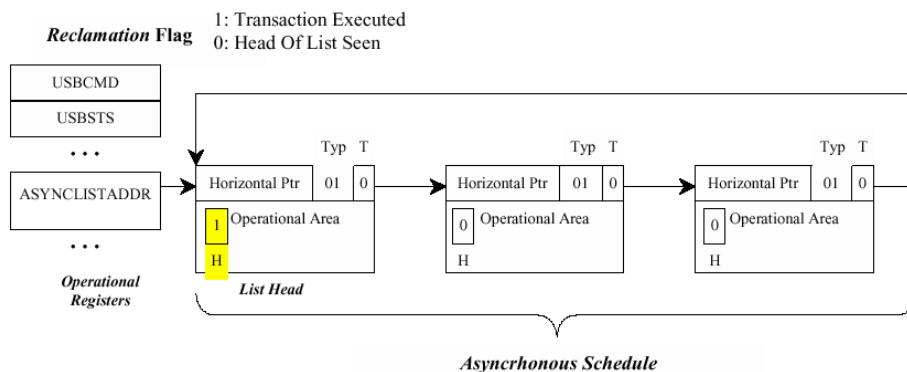 1: Transaction Executed
Reclamation Flag
0: Head Of List Seen
USBCMD
USBSTS
• • •
Typ T Typ T Typ T
ASYNCLISTADDR
Horizontal Ptr 01 0 Horizontal Ptr 01 0 Horizontal Ptr 01 0
Operational Area Operational Area Operational Area
1 0 0
• • •
H H H
Operational
Registers
List Head
Asyncrhonous Schedule